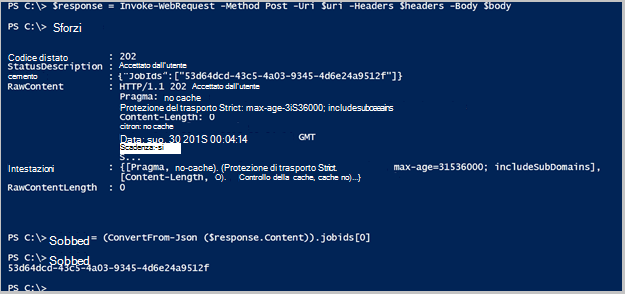 PS C:\> $response = Invoke-WebRequest -Method Post -Uri $uri -Headers $headers -Body $body
PS C:\> Sforzi
Codice di stato : 202
StatusDescription : Accettato dall'utente
cemento : {"JobIds":["53d64dcd-43c5-4a03-9345-4d6e24a9512f"]}
RawContent : HTTP/1.1 202 Accettato dall'utente
Pragma: no cache
Protezione del trasporto Strict: max-age-3iS36000; includesuboomains
Content-Length: 0
citron: no cache
Data: suo, 30 201S 00:04:14 GMT
Scadenza:-si
S...
Intestazioni : {[Pragma, no-cache). (Protezione di trasporto Strict. max-age=31536000; includeSubDomains],
[Content-Length, O). Controllo della cache, cache no)...}
RawContentLength : 0
PS C:\> Sobbed = (ConvertFrom-Json ($response.Content)).jobids[0]
PS C:\> Sobbed
53d64dcd-43c5-4a03-9345-4d6e24a9512f
PS C:\>